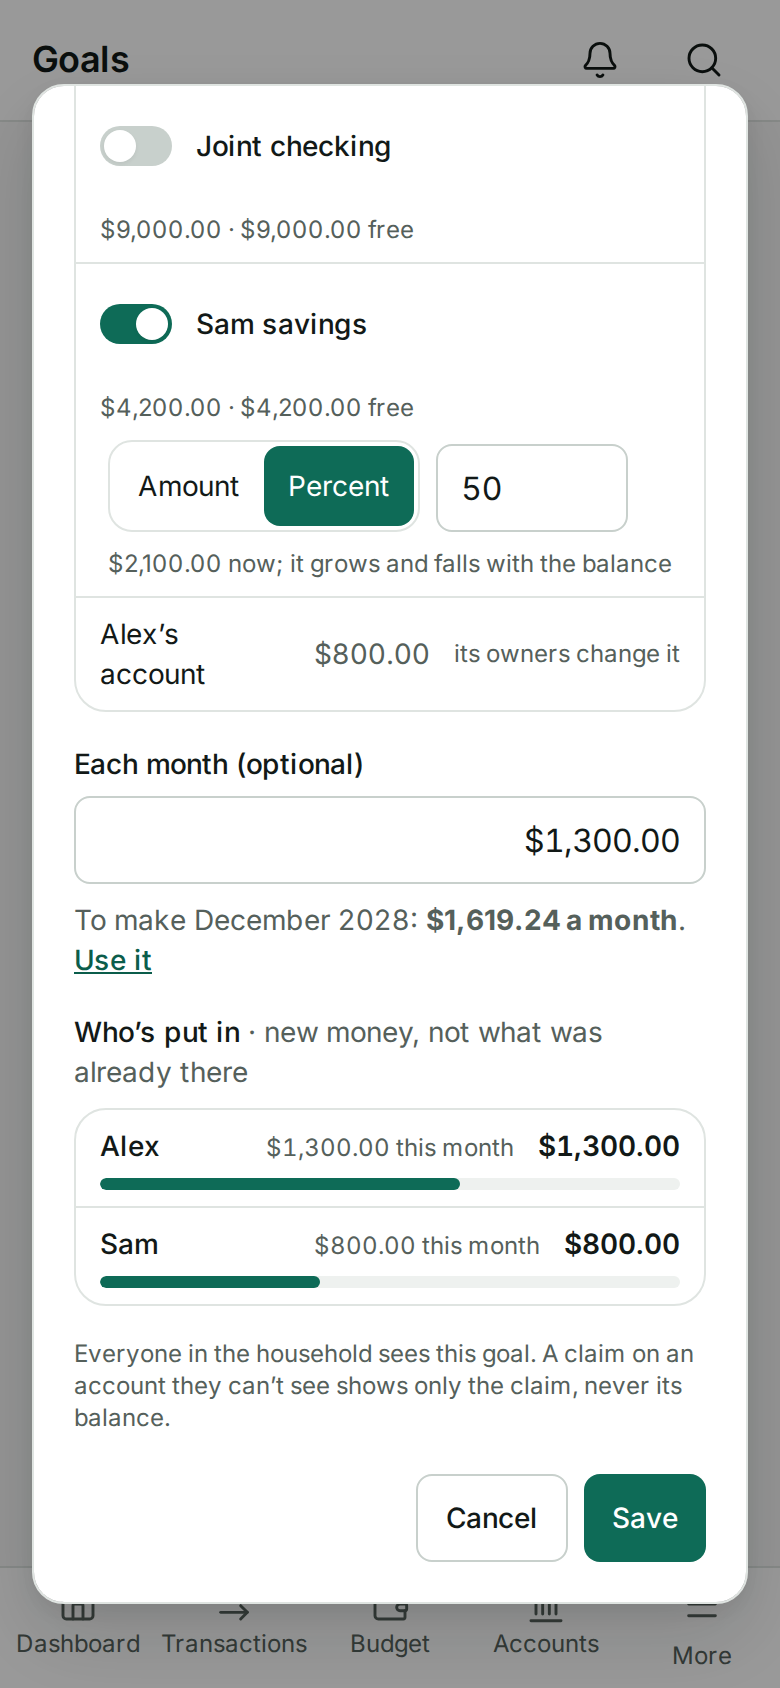 Goals
Joint checking
$9,000.00 · $9,000.00 free
Sam savings
$4,200.00 · $4,200.00 free
Amount
Percent
50
$2,100.00 now; it grows and falls with the balance
Alex’s
account
$800.00
its owners change it
Each month (optional)
$1,300.00
To make December 2028: $1,619.24 a month.
Use it
Who’s put in · new money, not what was
already there
Alex
$1,300.00 this month
$1,300.00
Sam
$800.00 this month
$800.00
Everyone in the household sees this goal. A claim on an
account they can’t see shows only the claim, never its
balance.
Cancel
Save
Dashboard
Transactions
Budget
Accounts
More